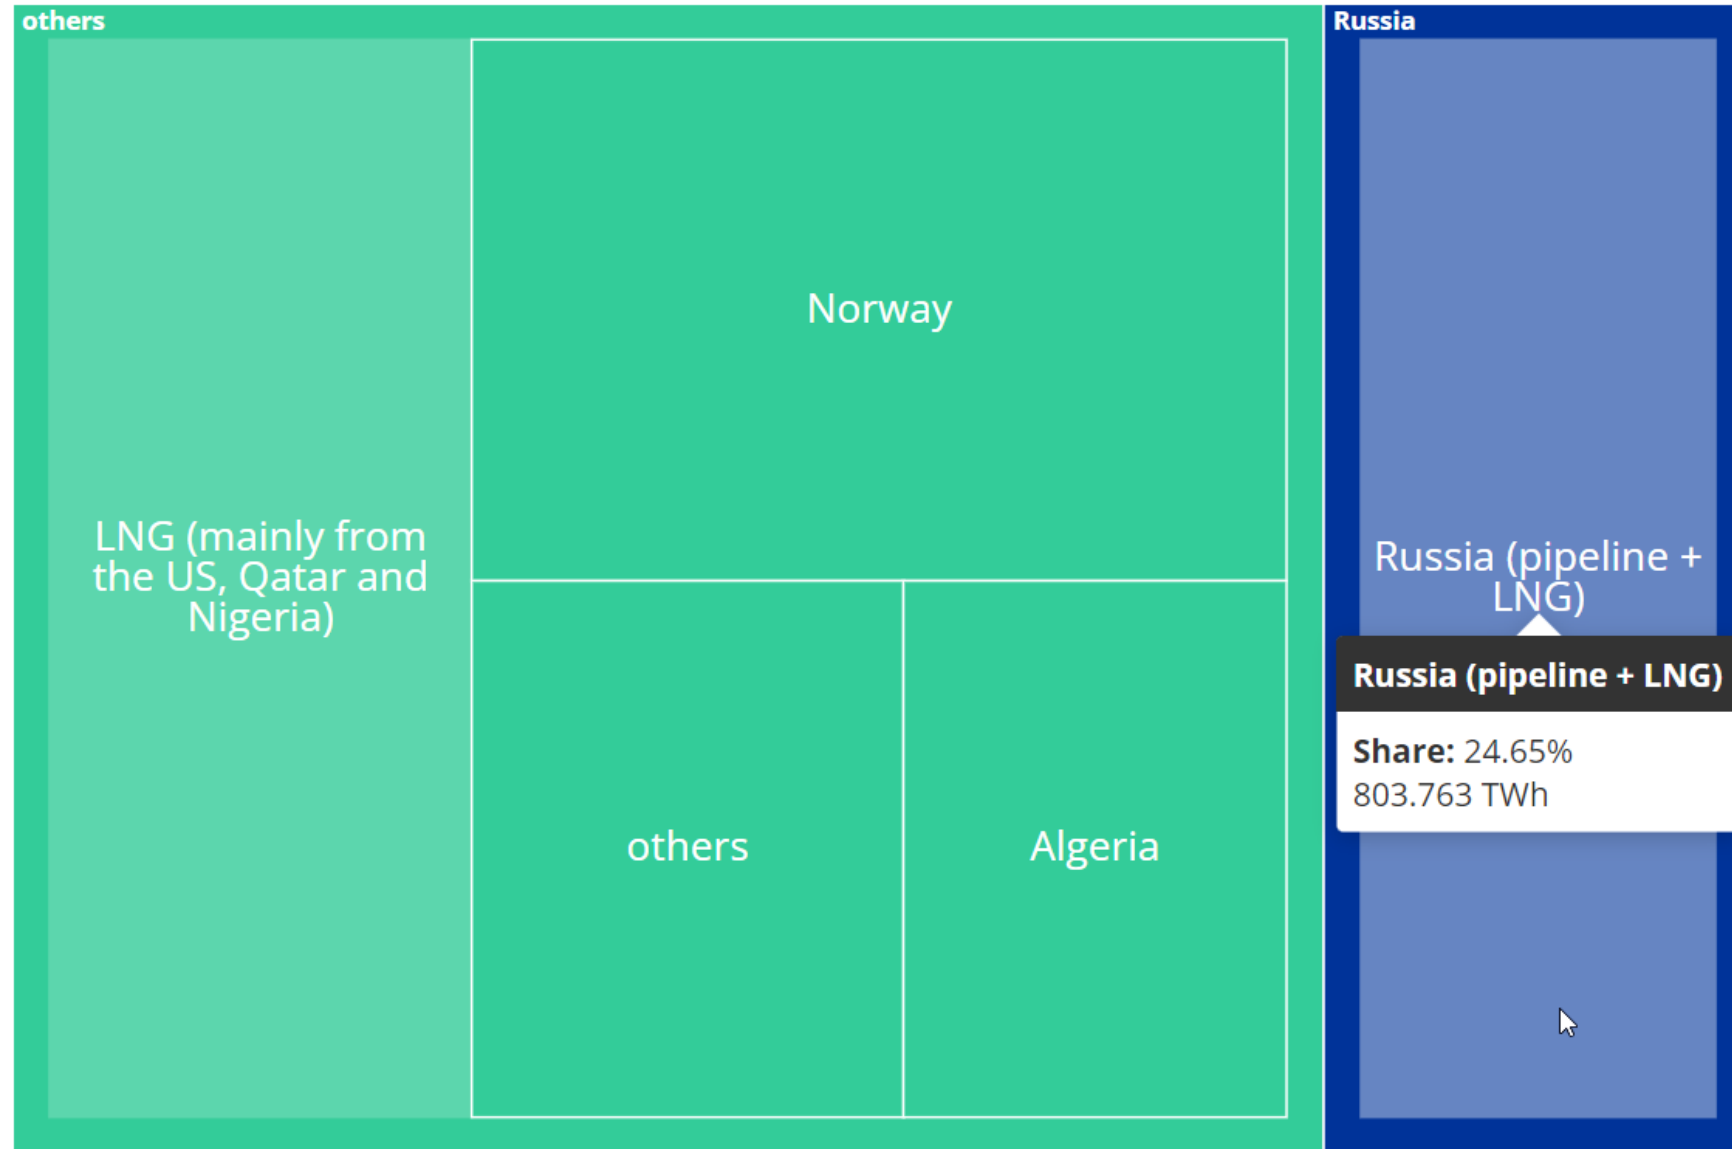 others
Russia
Norway
LNG (mainly from
the US, Qatar and
Nigeria)
Russia (pipeline +
LNG)
Russia (pipeline + LNG)
Share: 24.65%
803.763 TWh
others
Algeria